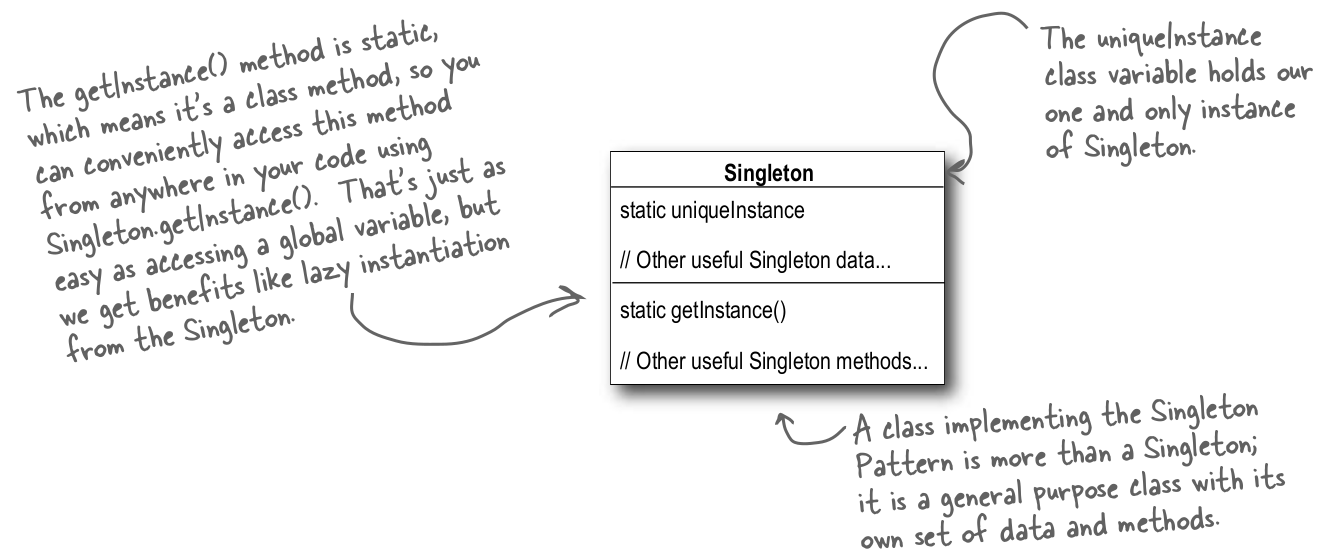 The getInstance() method is static,
which means it's a class method, so you
can conveniently access this method
from anywhere in your code using
Singleton.getInstance(). That's just as
easy as accessing a global variable, but
we get benefits like lazy instantiation
from the Singleton.
The uniqueInstance
class variable holds our
one and only instance
of Singleton.
Singleton
static uniqueInstance
// Other useful Singleton data...
static getInstance()
// Other useful Singleton methods...
A class implementing the Singleton
Pattern is more than a Singleton;
it is a general purpose class with its
own set of data and methods.